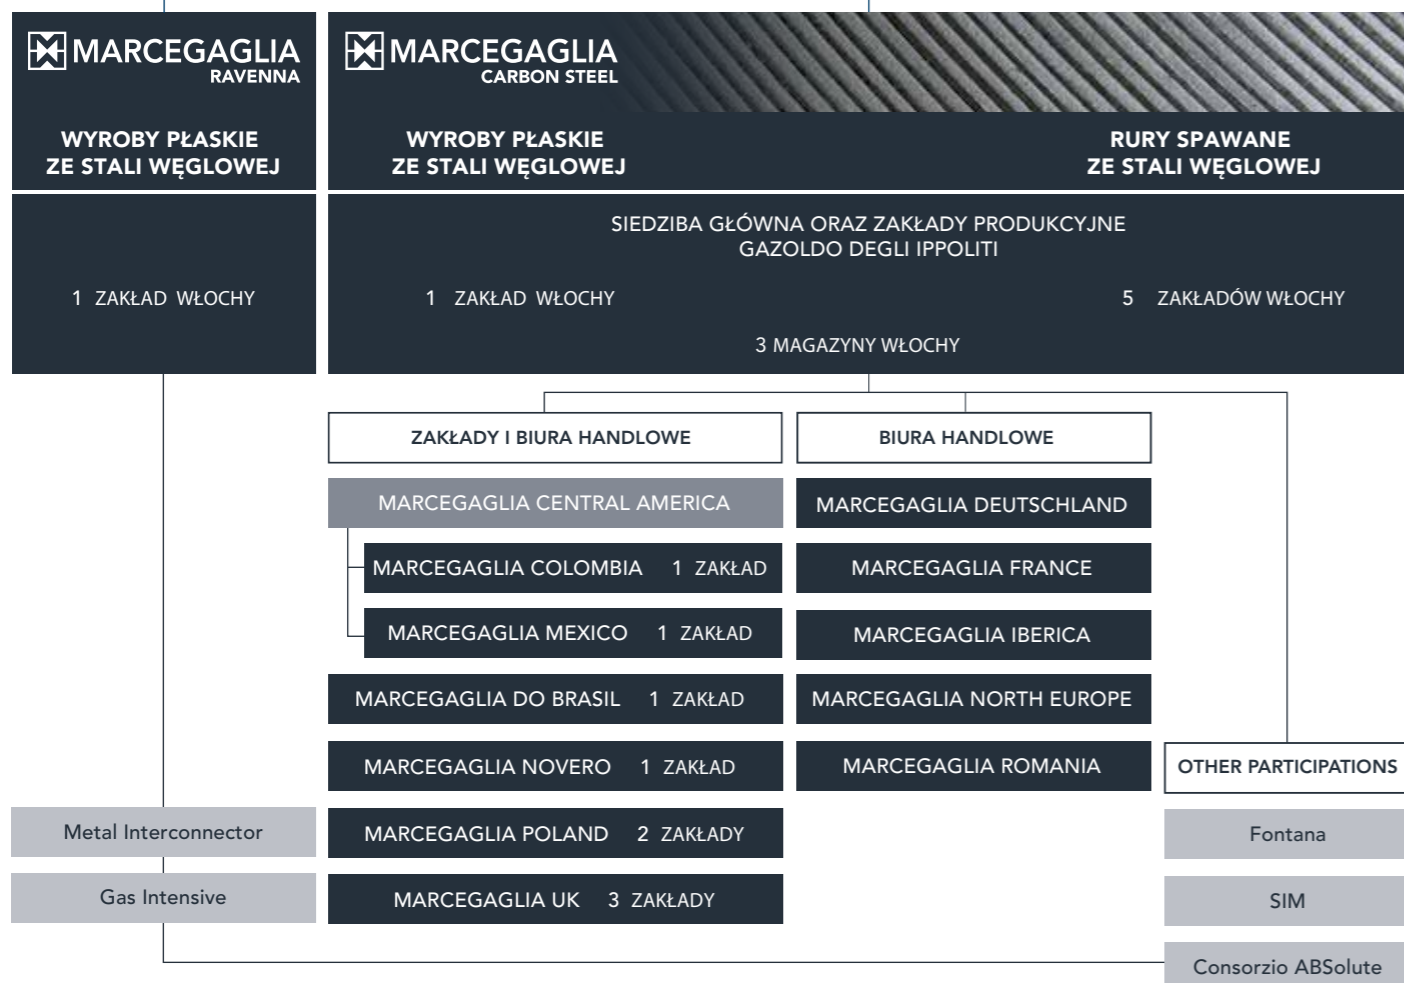 MARCEGAGLIA
RAVENNA
WYROBY PŁASKIE
ZE STALI WĘGLOWEJ
1 ZAKŁAD WŁOCHY
MARCEGAGLIA
CARBON STEEL
WYROBY PŁASKIE
ZE STALI WĘGLOWEJ
RURY SPAWANE
ZE STALI WĘGLOWEJ
SIEDZIBA GŁÓWNA ORAZ ZAKŁADY PRODUKCYJNE
GAZOLDO DEGLI IPPOLITI
1 ZAKŁAD WŁOCHY
5 ZAKŁADÓW WŁOCHY
3 MAGAZYNY WŁOCHY
ZAKŁADY I BIURA HANDLOWE
MARCEGAGLIA CENTRAL AMERICA
MARCEGAGLIA COLOMBIA 1 ZAKŁAD
MARCEGAGLIA MEXICO 1 ZAKŁAD
MARCEGAGLIA DO BRASIL 1 ZAKŁAD
MARCEGAGLIA NOVERO 1 ZAKŁAD
MARCEGAGLIA POLAND 2 ZAKŁADY
MARCEGAGLIA UK 3 ZAKŁADY
BIURA HANDLOWE
MARCEGAGLIA DEUTSCHLAND
MARCEGAGLIA FRANCE
MARCEGAGLIA IBERICA
MARCEGAGLIA NORTH EUROPE
MARCEGAGLIA ROMANIA
OTHER PARTICIPATIONS
Metal Interconnector
Gas Intensive
Fontana
SIM
Consorzio ABSolute